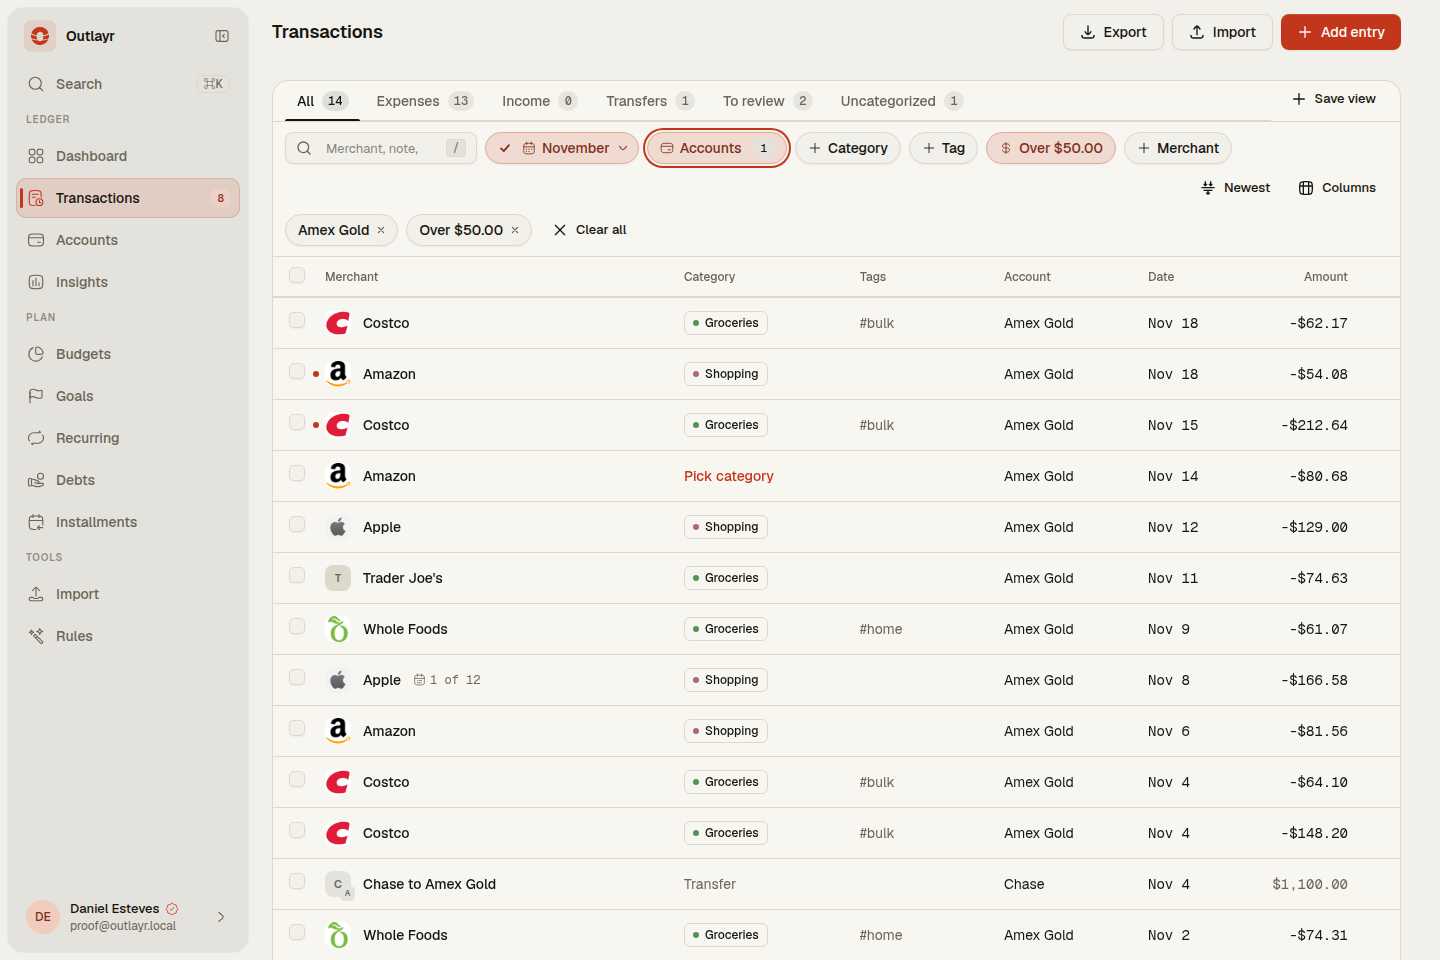 Outlayr
Search ⌘K
LEDGER
Dashboard
Transactions 8
Accounts
Insights
PLAN
Budgets
Goals
Recurring
Debts
Installments
TOOLS
Import
Rules
DE Daniel Esteves
proof@outlayr.local
Transactions
Export Import Add entry
All 14 Expenses 13 Income 0 Transfers 1 To review 2 Uncategorized 1 Save view
Merchant, note, / November Accounts 1 Category Tag Over $50.00 Merchant
Newest Columns
Amex Gold × Over $50.00 × Clear all
Merchant Category Tags Account Date Amount
Costco Groceries #bulk Amex Gold Nov 18 -$62.17
a Amazon Shopping Amex Gold Nov 18 -$54.08
Costco Groceries #bulk Amex Gold Nov 15 -$212.64
a Amazon Pick category Amex Gold Nov 14 -$80.68
Apple Shopping Amex Gold Nov 12 -$129.00
T Trader Joe's Groceries Amex Gold Nov 11 -$74.63
Whole Foods Groceries #home Amex Gold Nov 9 -$61.07
Apple 1 of 12 Shopping Amex Gold Nov 8 -$166.58
a Amazon Shopping Amex Gold Nov 6 -$81.56
Costco Groceries #bulk Amex Gold Nov 4 -$64.10
Costco Groceries #bulk Amex Gold Nov 4 -$148.20
C A Chase to Amex Gold Transfer Chase Nov 4 $1,100.00
Whole Foods Groceries #home Amex Gold Nov 2 -$74.31